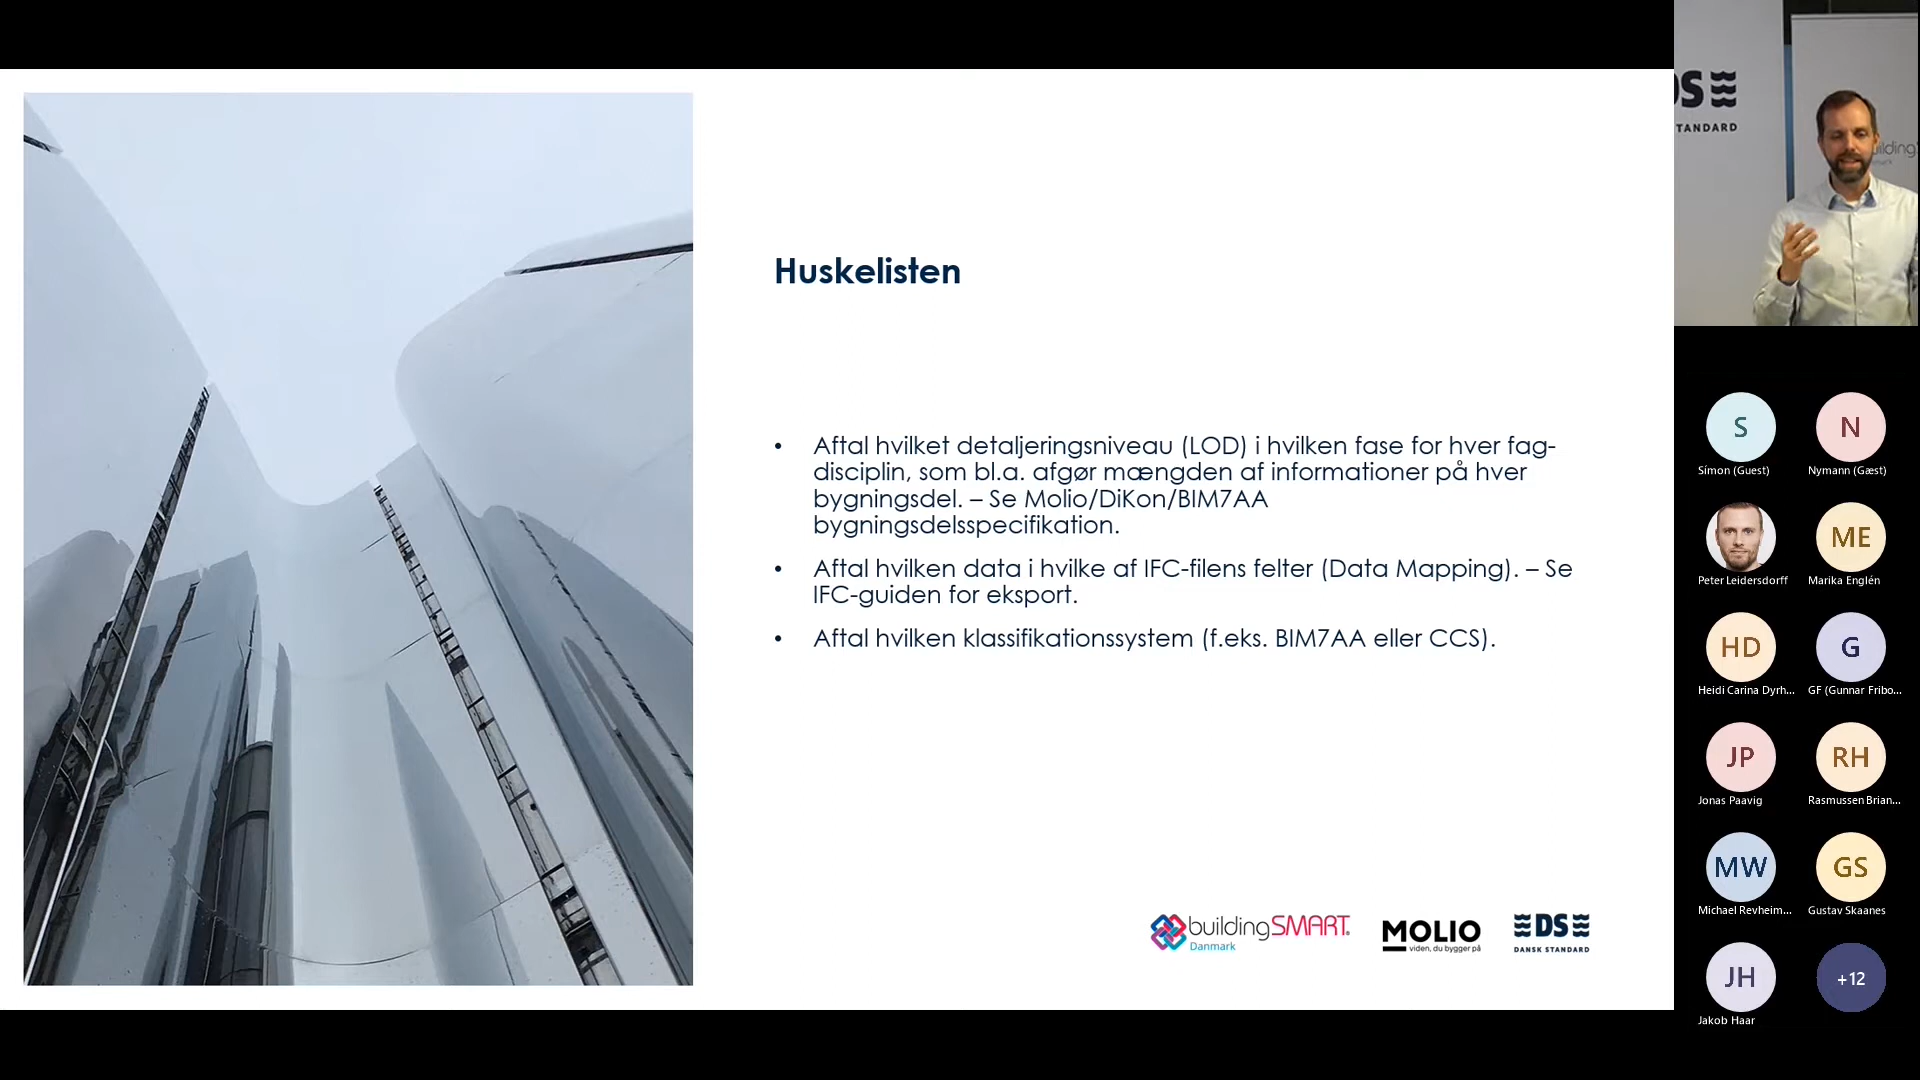 Huskelisten
• Aftal hvilket detaljeringsniveau (LOD) i hvilken fase for hver fag-
disciplin, som bl.a. afgør mængden af informationer på hver
bygningsdel. – Se Molio/DiKon/BIM7AA
bygningsdelsspecifikation.
• Aftal hvilken data i hvilke af IFC-filens felter (Data Mapping). – Se
IFC-guiden for eksport.
• Aftal hvilken klassifikationssystem (f.eks. BIM7AA eller CCS).
buildingSMART
Danmark
MOLIO
viden, du bygger på
DS
DANSK STANDARD
DS
STANDARD
ilding
S
Símon (Guest)
N
Nymann (Gæst)
Peter Leidersdorff
ME
Marika Englén
HD
Heidi Carina Dyrh...
G
GF (Gunnar Fribo...
JP
Jonas Paavig
RH
Rasmussen Brian...
MW
Michael Revheim...
GS
Gustav Skaanes
JH
Jakob Haar
+12